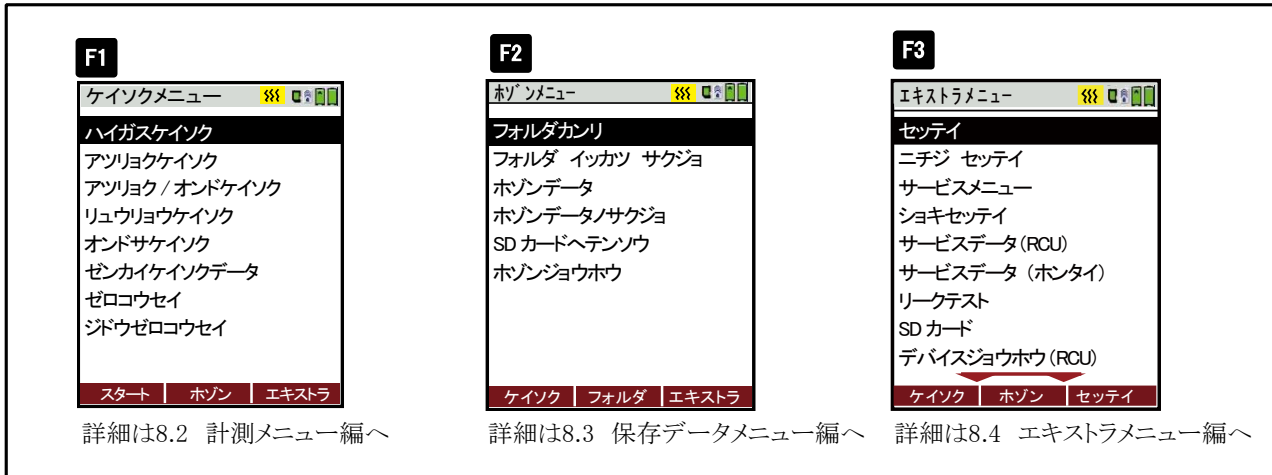 F1
ケイソクメニュー
ハイガスケイソク
アツリョクケイソク
アツリョク / オンドケイソク
リュウリョウケイソク
オンドサケイソク
ゼンカイケイソクデータ
ゼロコウセイ
ジドウゼロコウセイ
スタート ホゾン エキストラ
詳細は8.2 計測メニュー編へ
F2
ホゾンメニュー
フォルダカンリ
フォルダ イッカツ サクジョ
ホゾンデータ
ホゾンデータノサクジョ
SD カードヘテンソウ
ホゾンジョウホウ
ケイソク フォルダ エキストラ
詳細は8.3 保存データメニュー編へ
F3
エキストラメニュー
セッテイ
ニチジ セッテイ
サービスメニュー
ショキセッテイ
サービスデータ (RCU)
サービスデータ (ホンタイ)
リークテスト
SD カード
デバイスジョウホウ (RCU)
ケイソク ホゾン セッテイ
詳細は8.4 エキストラメニュー編へ